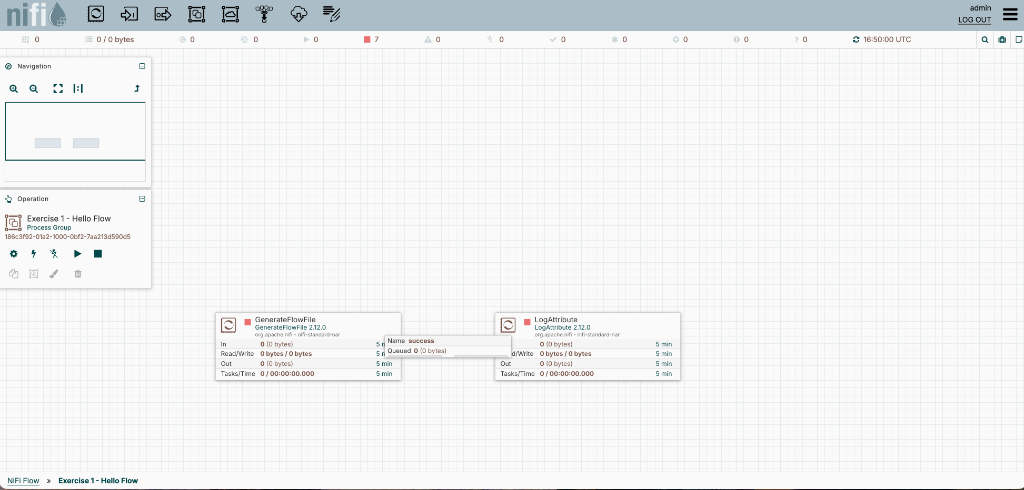 nifi
admin
LOG OUT
0 0 / 0 bytes 0 0 0 7 0 0 0 0 0 0 0 16:50:00 UTC
Navigation
Operation
Exercise 1 - Hello Flow
Process Group
186c3f92-01a2-1000-0bf2-7aa213d590d5
GenerateFlowFile
GenerateFlowFile 2.12.0
org.apache.nifi - nifi-standard-nar
In 0 (0 bytes) 5 m
Read/Write 0 bytes / 0 bytes 5 m
Out 0 (0 bytes) 5 min
Tasks/Time 0 / 00:00:00.000 5 min
Name success
Queued 0 (0 bytes)
LogAttribute
LogAttribute 2.12.0
org.apache.nifi - nifi-standard-nar
0 (0 bytes) 5 min
d/Write 0 bytes / 0 bytes 5 min
Out 0 (0 bytes) 5 min
Tasks/Time 0 / 00:00:00.000 5 min
NiFi Flow » Exercise 1 - Hello Flow